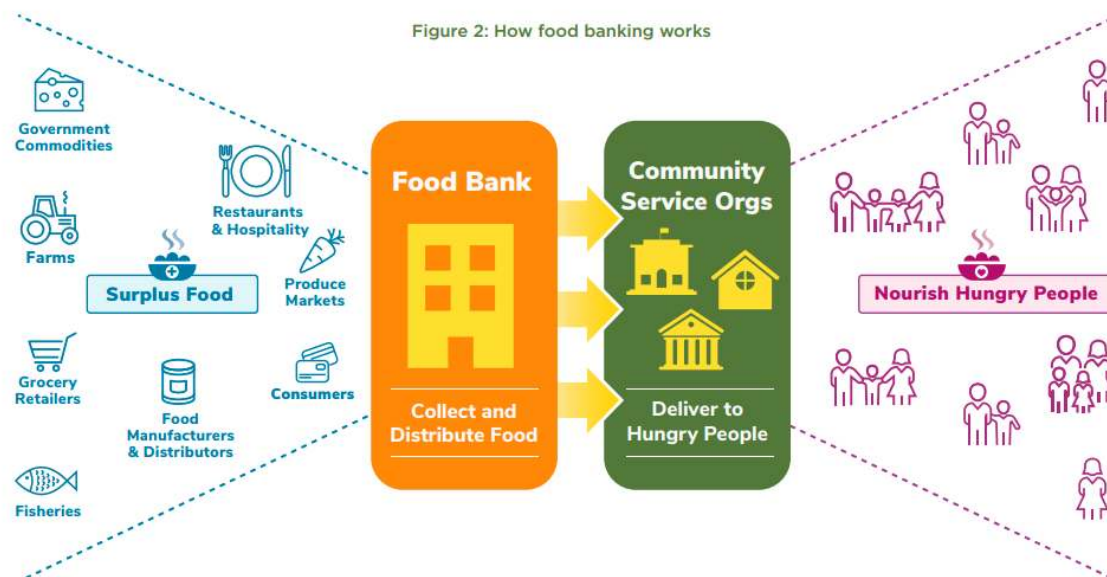 Figure 2: How food banking works
Government
Commodities
Restaurants
& Hospitality
Farms
Surplus Food
Produce
Markets
Grocery
Retailers
Food
Manufacturers
& Distributors
Consumers
Fisheries
Food Bank
Collect and
Distribute Food
Community
Service Orgs
Deliver to
Hungry People
Nourish Hungry People